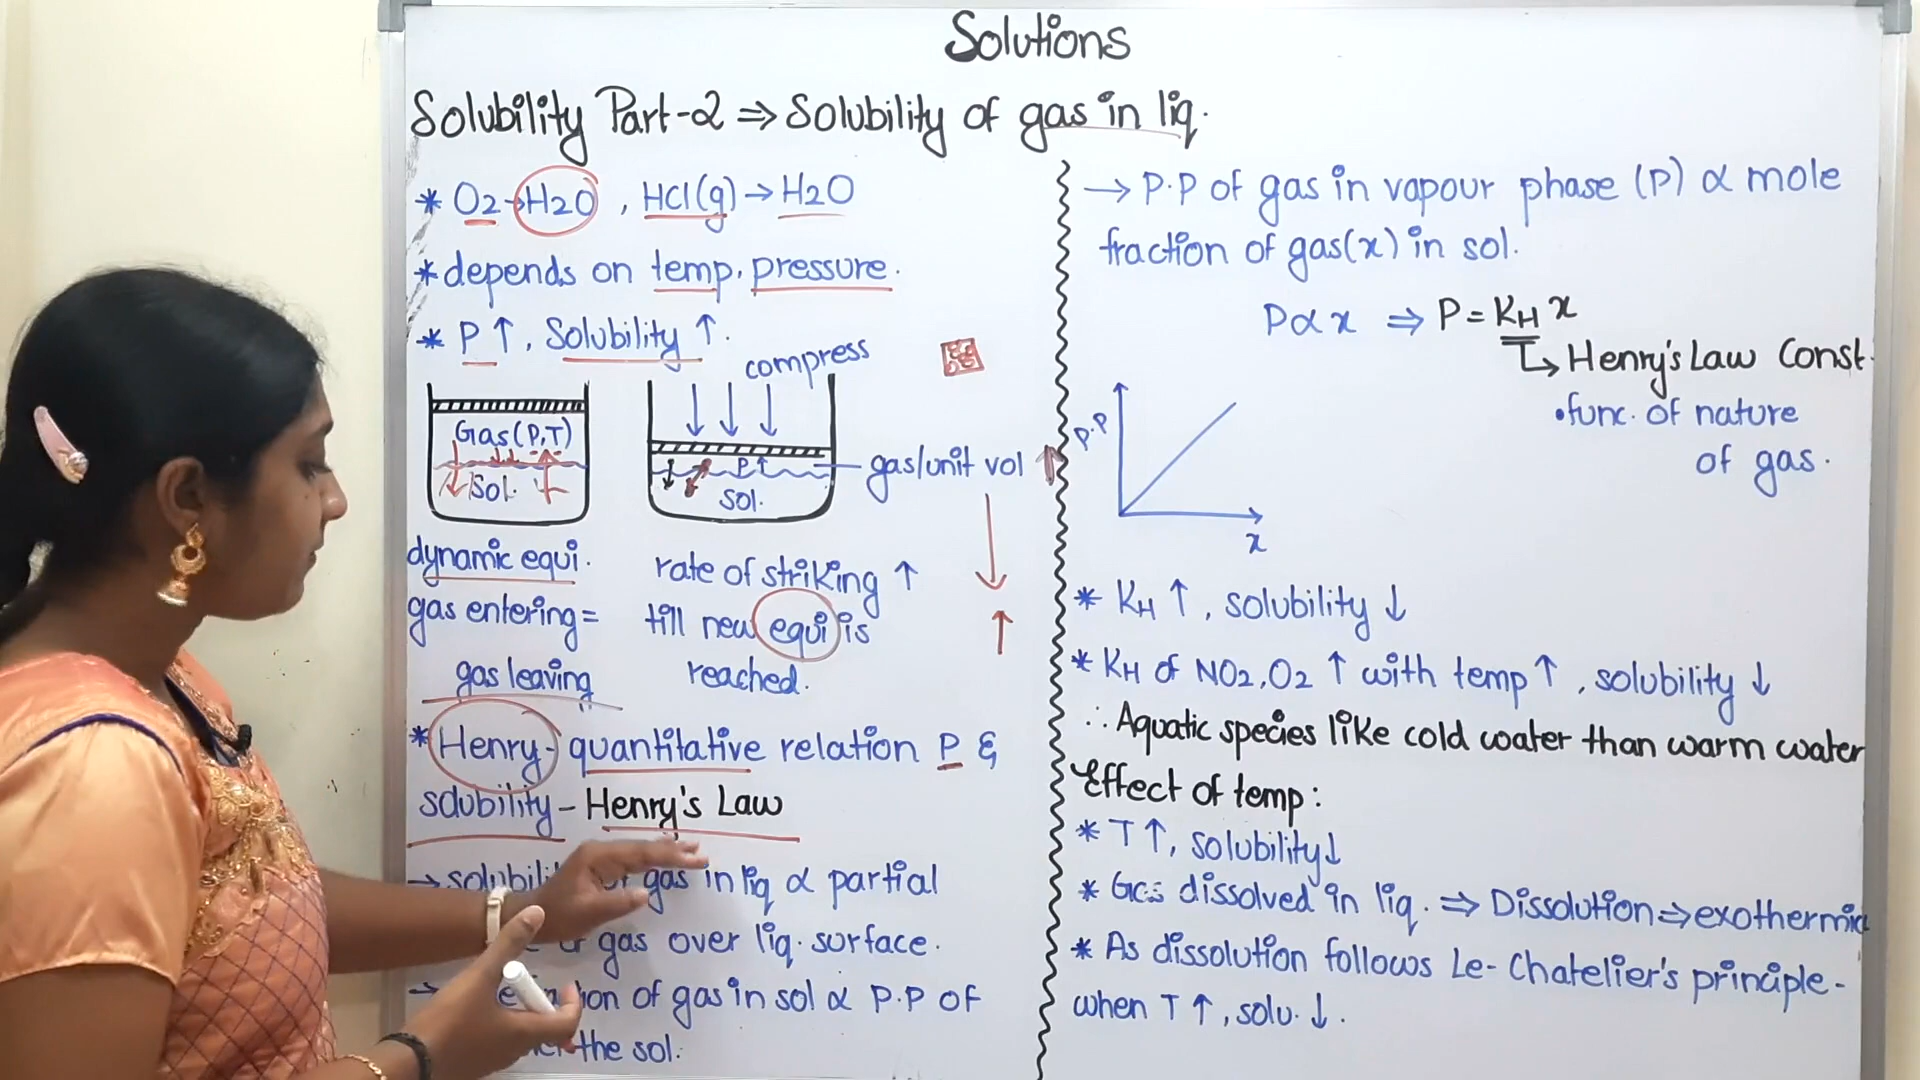 Solutions
Solubility Part-2 ⇒ Solubility of gas in liq.
* O2 → H2O , HCl(g) → H2O
* depends on temp, pressure.
* P ↑ , Solubility ↑.
compress
Gas(P,T)
Sol.
P ↑
Sol.
gas/unit vol ↑
dynamic equi.
gas entering =
gas leaving
rate of striking ↑
till new equi is
reached.
* Henry - quantitative relation P &
solubility - Henry's Law
→ of gas in liq α partial
gas over liq. surface.
→ of gas in sol α P.P of
the sol.
→ P.P of gas in vapour phase (P) α mole
fraction of gas(x) in sol.
P α x ⇒ P = KH x
↳ Henry's Law Const.
•func. of nature
of gas.
P.P
x
* KH ↑ , solubility ↓
* KH of NO2, O2 ↑ with temp ↑ , solubility ↓
∴ Aquatic species like cold water than warm water
Effect of temp:
* T ↑, solubility ↓
* Gas dissolved in liq. ⇒ Dissolution ⇒ exothermic
* As dissolution follows Le-Chatelier's principle-
when T ↑ , solu. ↓.